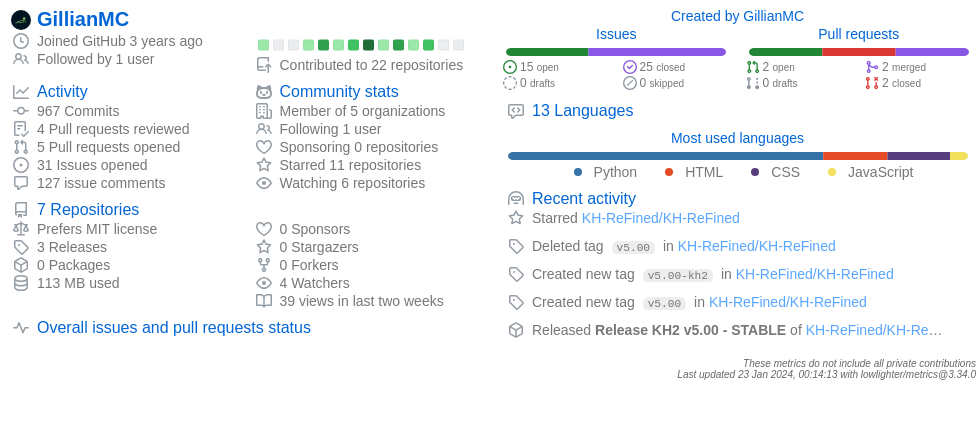 GillianMC
Joined GitHub 3 years ago
Followed by 1 user
Contributed to 22 repositories
Activity
967 Commits
4 Pull requests reviewed
5 Pull requests opened
31 Issues opened
127 issue comments
Community stats
Member of 5 organizations
Following 1 user
Sponsoring 0 repositories
Starred 11 repositories
Watching 6 repositories
7 Repositories
Prefers MIT license
3 Releases
0 Packages
113 MB used
0 Sponsors
0 Stargazers
0 Forkers
4 Watchers
39 views in last two weeks
Overall issues and pull requests status
Created by GillianMC
Issues
15 open
25 closed
0 drafts
0 skipped
Pull requests
2 open
2 merged
0 drafts
2 closed
13 Languages
Most used languages
Python HTML CSS JavaScript
Recent activity
Starred KH-ReFined/KH-ReFined
Deleted tag v5.00 in KH-ReFined/KH-ReFined
Created new tag v5.00-kh2 in KH-ReFined/KH-ReFined
Created new tag v5.00 in KH-ReFined/KH-ReFined
Released Release KH2 v5.00 - STABLE of KH-ReFined/KH-Re…
These metrics do not include all private contributions
Last updated 23 Jan 2024, 00:14:13 with lowlighter/metrics@3.34.0